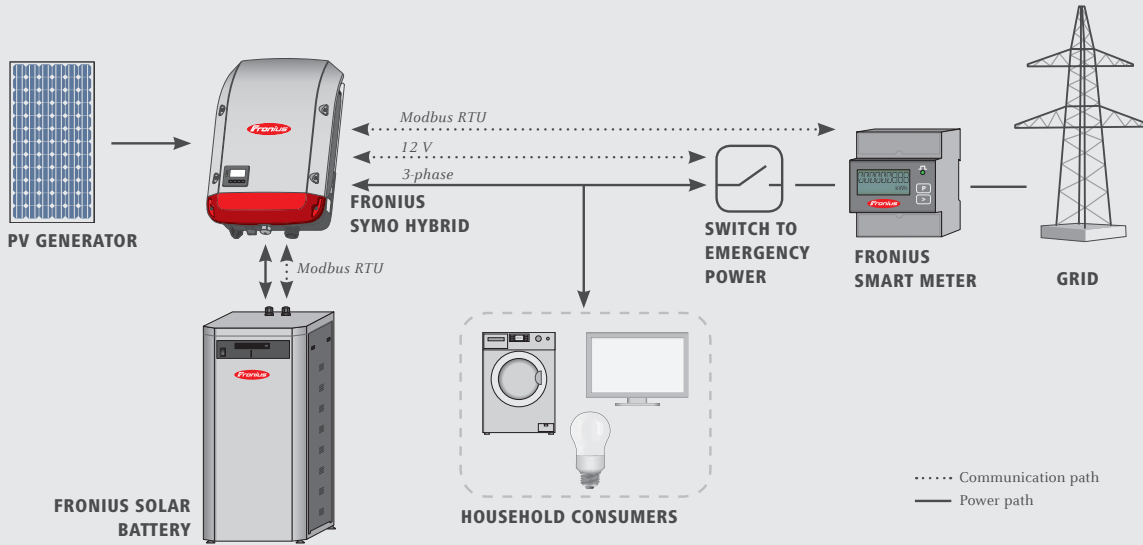 Modbus RTU
12 V
3-phase
Fronius
kWh
P
>
Fronius
PV GENERATOR
FRONIUS
SYMO HYBRID
SWITCH TO
EMERGENCY
POWER
FRONIUS
SMART METER
GRID
Modbus RTU
Fronius
FRONIUS SOLAR
BATTERY
HOUSEHOLD CONSUMERS
Communication path
Power path